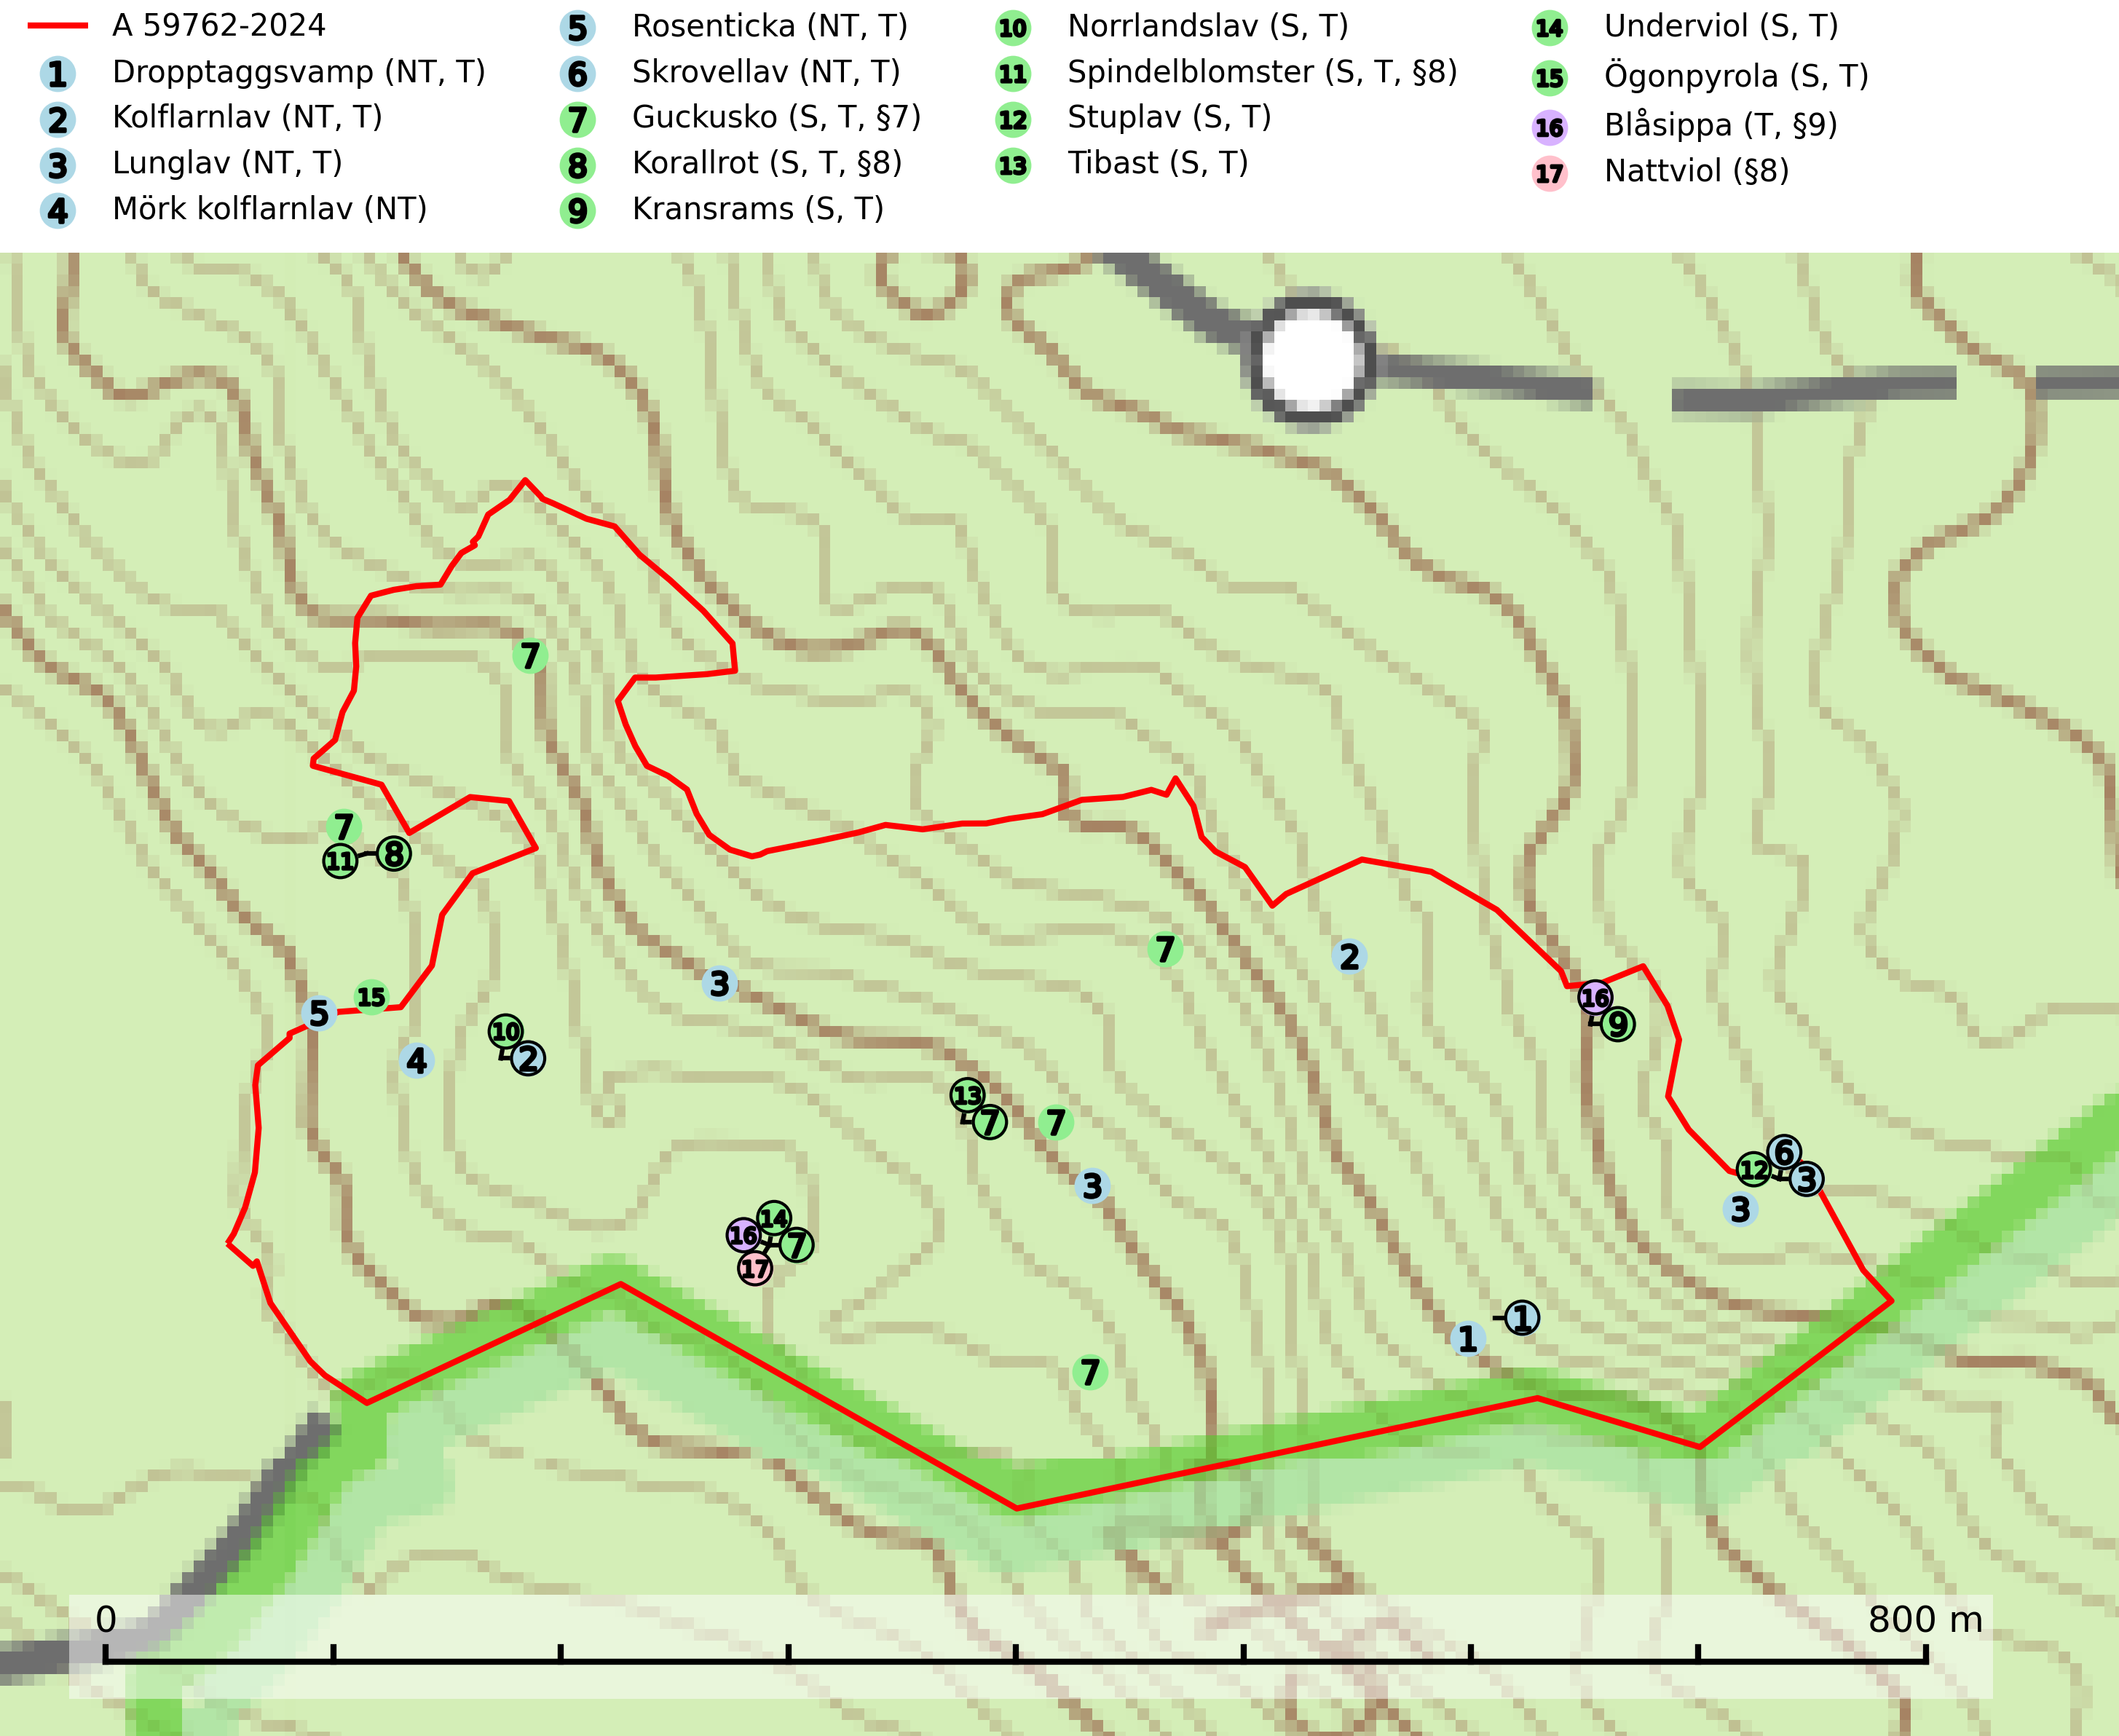 A 59762-2024
1 Dropptaggsvamp (NT, T)
2 Kolflarnlav (NT, T)
3 Lunglav (NT, T)
4 Mörk kolflarnlav (NT)
5 Rosenticka (NT, T)
6 Skrovellav (NT, T)
7 Guckusko (S, T, §7)
8 Korallrot (S, T, §8)
9 Kransrams (S, T)
10 Norrlandslav (S, T)
11 Spindelblomster (S, T, §8)
12 Stuplav (S, T)
13 Tibast (S, T)
14 Underviol (S, T)
15 Ögonpyrola (S, T)
16 Blåsippa (T, §9)
17 Nattviol (§8)
7
7
11 8
7
2
3
15
5
16
9
10
2
4
13
7
7
6
12
3
3
3
14
16
7
17
1
1
7
0
800 m